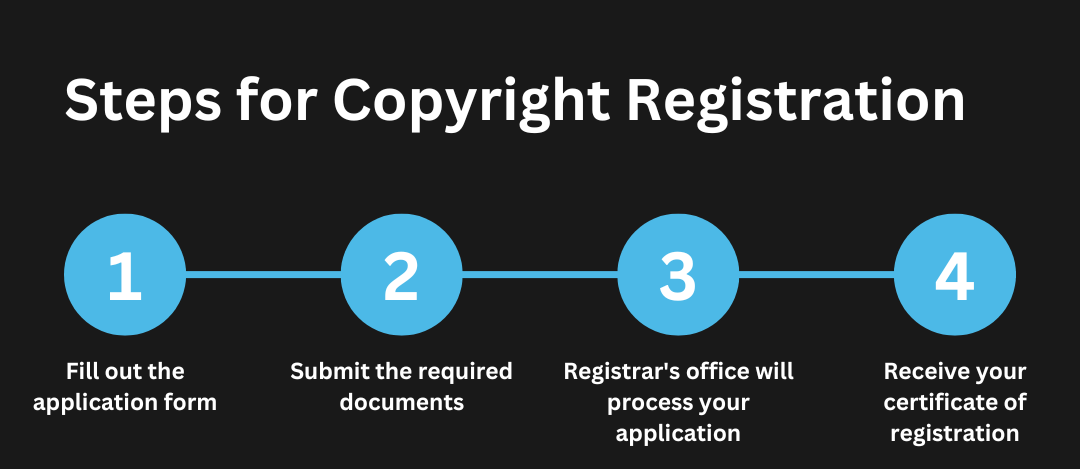 Steps for Copyright Registration
1
2
3
4
Fill out the
application form
Submit the required
documents
Registrar's office will
process your
application
Receive your
certificate of
registration